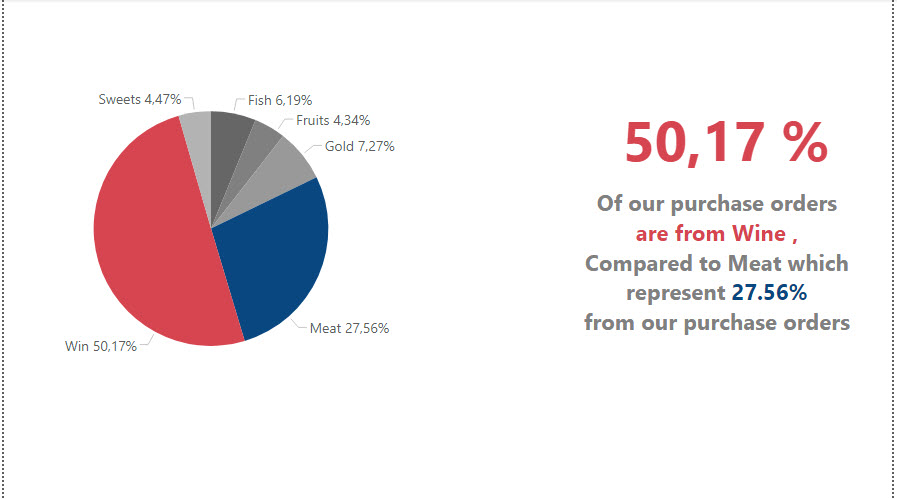 Sweets 4,47%
Fish 6,19%
Fruits 4,34%
Gold 7,27%
Meat 27,56%
Win 50,17%
50,17 %
Of our purchase orders
are from Wine ,
Compared to Meat which
represent 27.56%
from our purchase orders